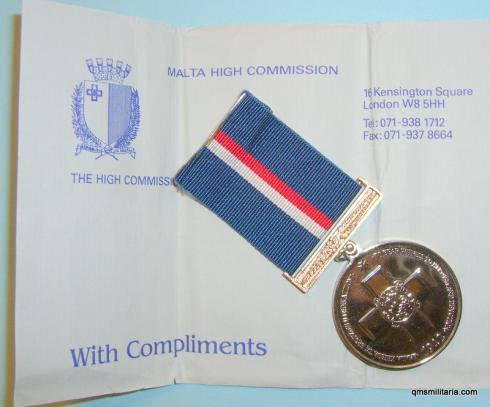 MALTA HIGH COMMISSION
16 Kensington Square
London W8 5HH
Tel: 071-938 1712
Fax: 071-937 8664
THE HIGH COMMISSI
With Compliments
qmsmilitaria.com